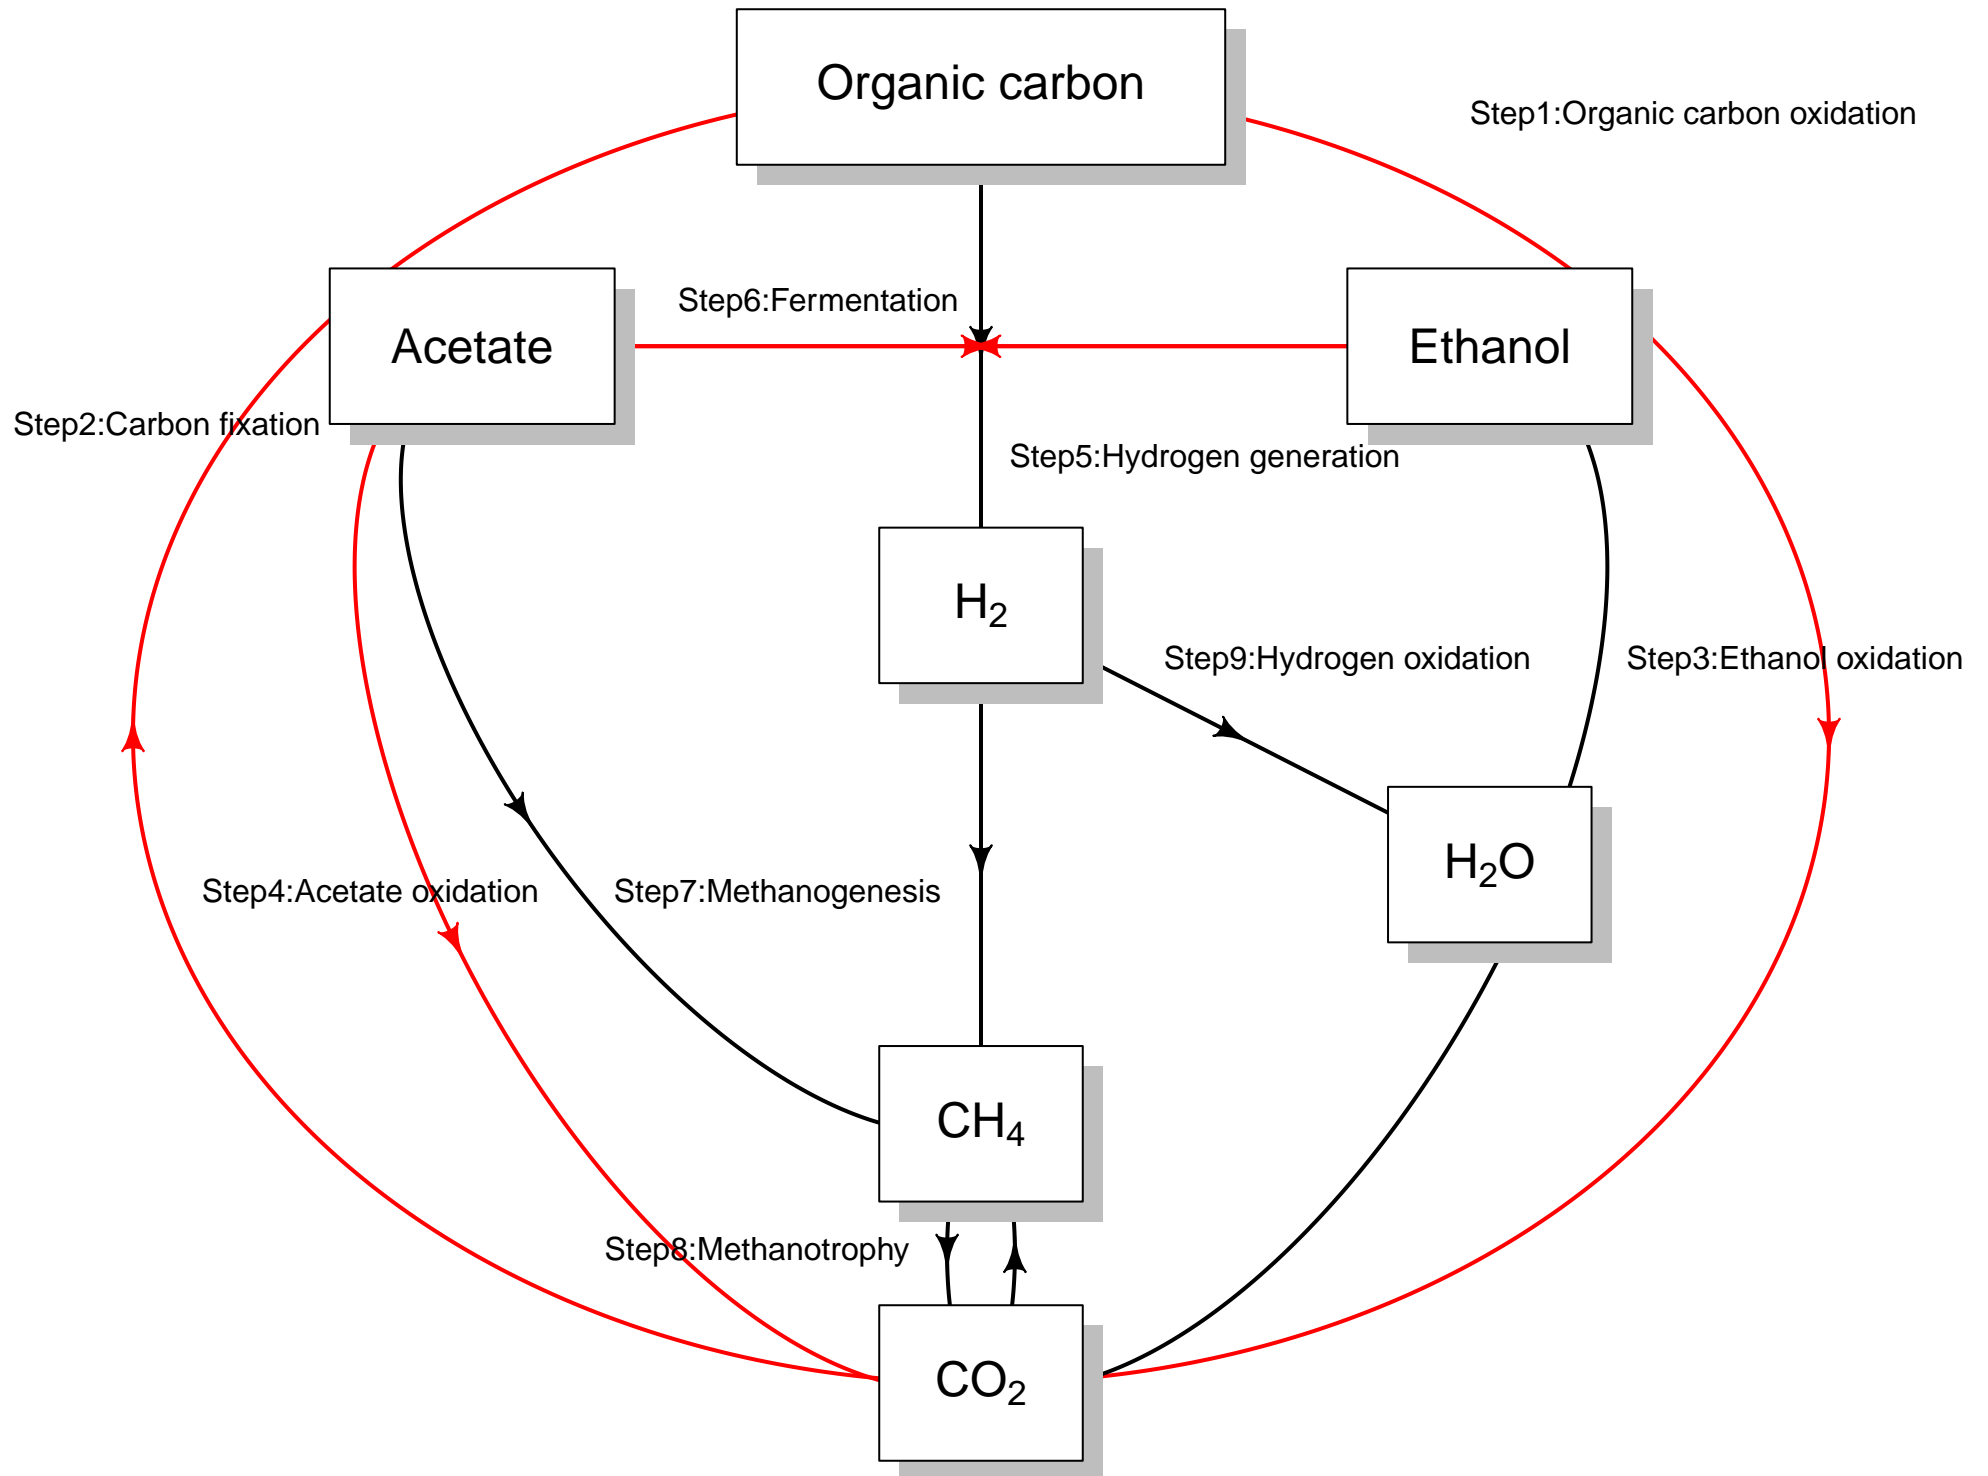 Organic carbon
Step1:Organic carbon oxidation
Step6:Fermentation
Acetate
Ethanol
Step2:Carbon fixation
Step5:Hydrogen generation
H₂
Step9:Hydrogen oxidation
Step3:Ethanol oxidation
H₂O
Step4:Acetate oxidation
Step7:Methanogenesis
CH₄
Step8:Methanotrophy
CO₂